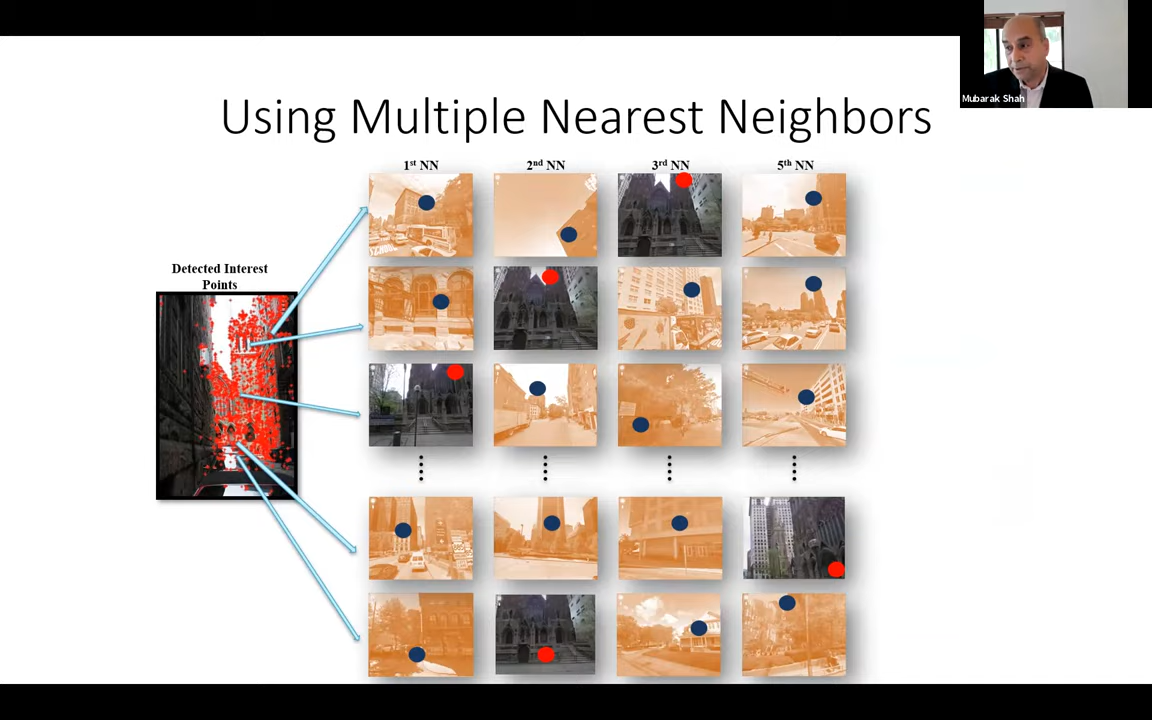 Mubarak Shah
Using Multiple Nearest Neighbors
1st NN 2nd NN 3rd NN 5th NN
Detected Interest
Points